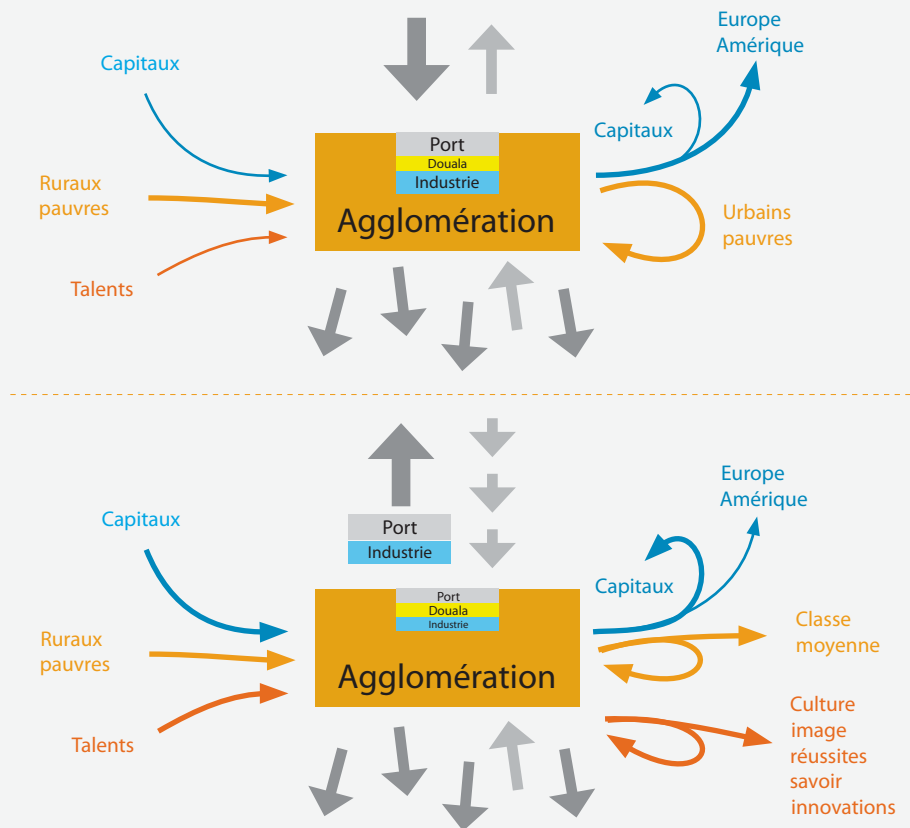 Europe
Amérique
Capitaux
Capitaux
Port
Douala
Industrie
Ruraux
pauvres
Agglomération
Urbains
pauvres
Talents
Europe
Amérique
Capitaux
Port
Industrie
Capitaux
Port
Douala
Industrie
Classe
moyenne
Ruraux
pauvres
Agglomération
Talents
Culture
image
réussites
savoir
innovations